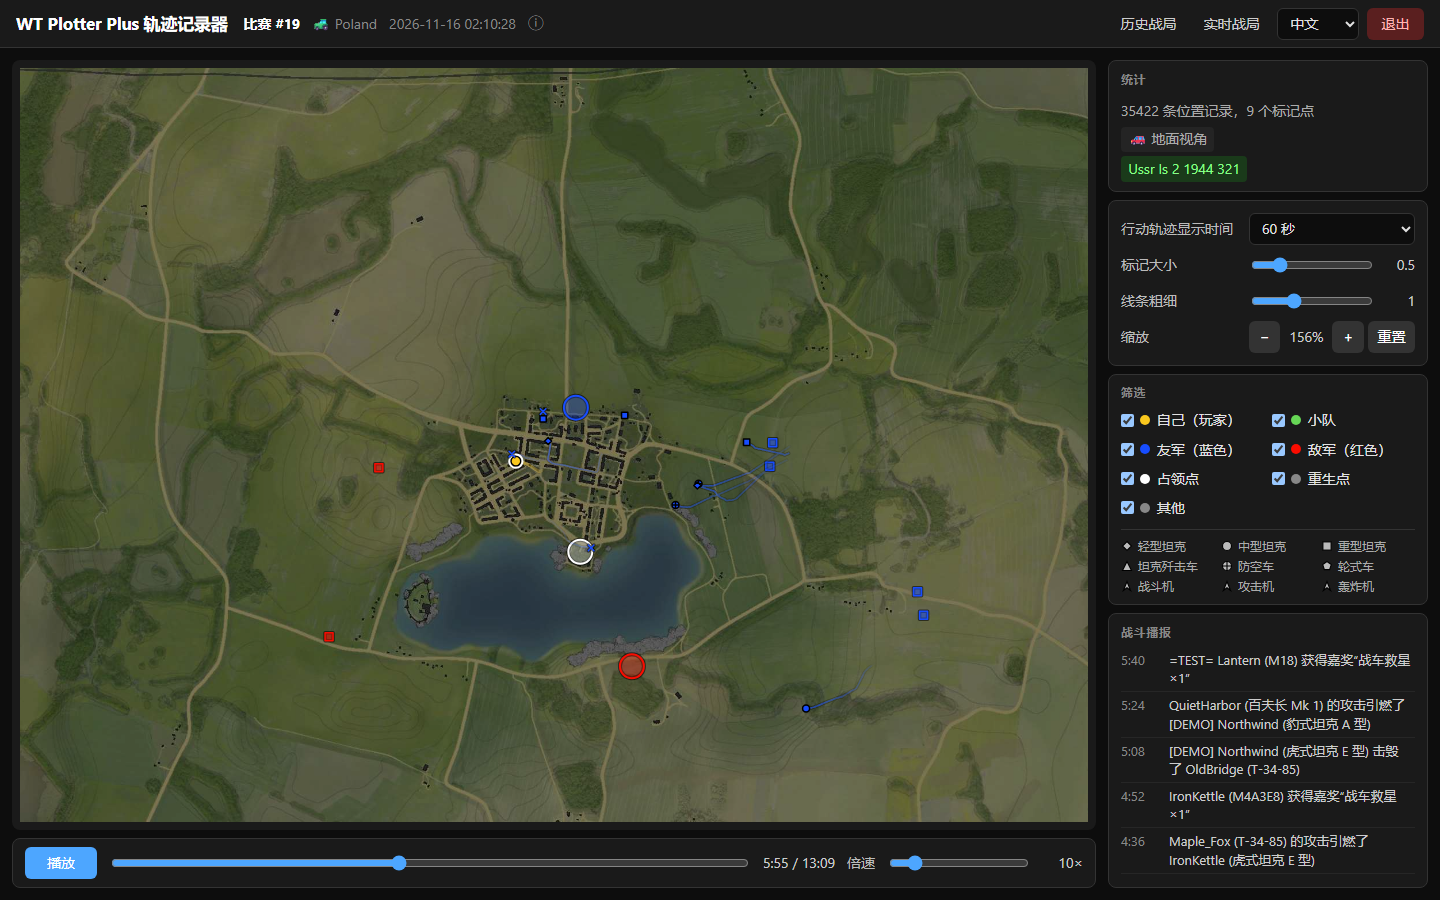 WT Plotter Plus 轨迹记录器 比赛 #19 Poland 2026-11-16 02:10:28 ⓘ 历史战局 实时战局 中文 退出
统计
35422 条位置记录，9 个标记点
地面视角
Ussr Is 2 1944 321
行动轨迹显示时间 60 秒
标记大小 0.5
线条粗细 1
缩放 − 156% + 重置
筛选
自己（玩家） 小队
友军（蓝色） 敌军（红色）
占领点 重生点
其他
轻型坦克 中型坦克 重型坦克
坦克歼击车 防空车 轮式车
战斗机 攻击机 轰炸机
战斗播报
5:40 =TEST= Lantern (M18) 获得嘉奖“战车救星
×1”
5:24 QuietHarbor (百夫长 Mk 1) 的攻击引燃了
[DEMO] Northwind (豹式坦克 A 型)
5:08 [DEMO] Northwind (虎式坦克 E 型) 击毁
了 OldBridge (T-34-85)
4:52 IronKettle (M4A3E8) 获得嘉奖“战车救星
×1”
4:36 Maple_Fox (T-34-85) 的攻击引燃了
IronKettle (虎式坦克 E 型)
播放 5:55 / 13:09 倍速 10×